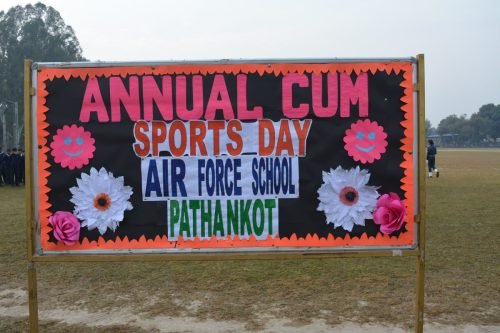 ANNUAL CUM
SPORTS DAY
AIR FORCE SCHOOL
PATHANKOT